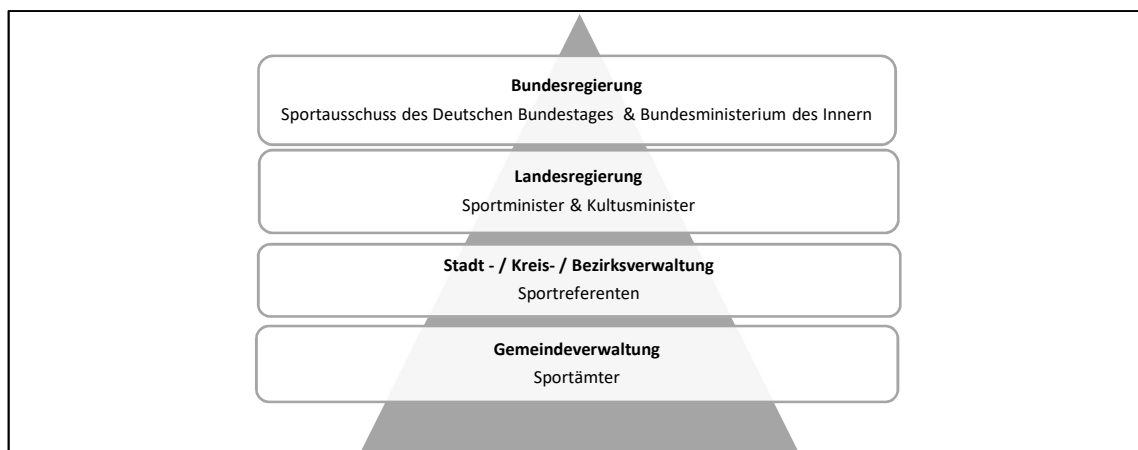 Bundesregierung
Sportausschuss des Deutschen Bundestages & Bundesministerium des Innern
Landesregierung
Sportminister & Kultusminister
Stadt - / Kreis- / Bezirksverwaltung
Sportreferenten
Gemeindeverwaltung
Sportämter